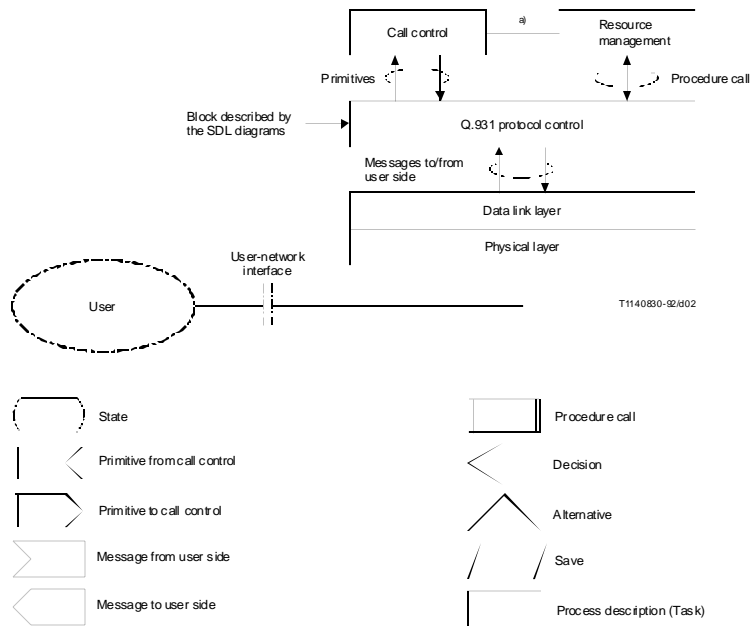 a)
Call control
Resource
management
Primitives
Procedure call
Block described by
the SDL diagrams
Q.931 protocol control
Messages to/from
user side
Data link layer
Physical layer
User-network
interface
User
T1140830-92/d02
State
Primitive from call control
Primitive to call control
Message from user side
Message to user side
Procedure call
Decision
Alternative
Save
Process description (Task)